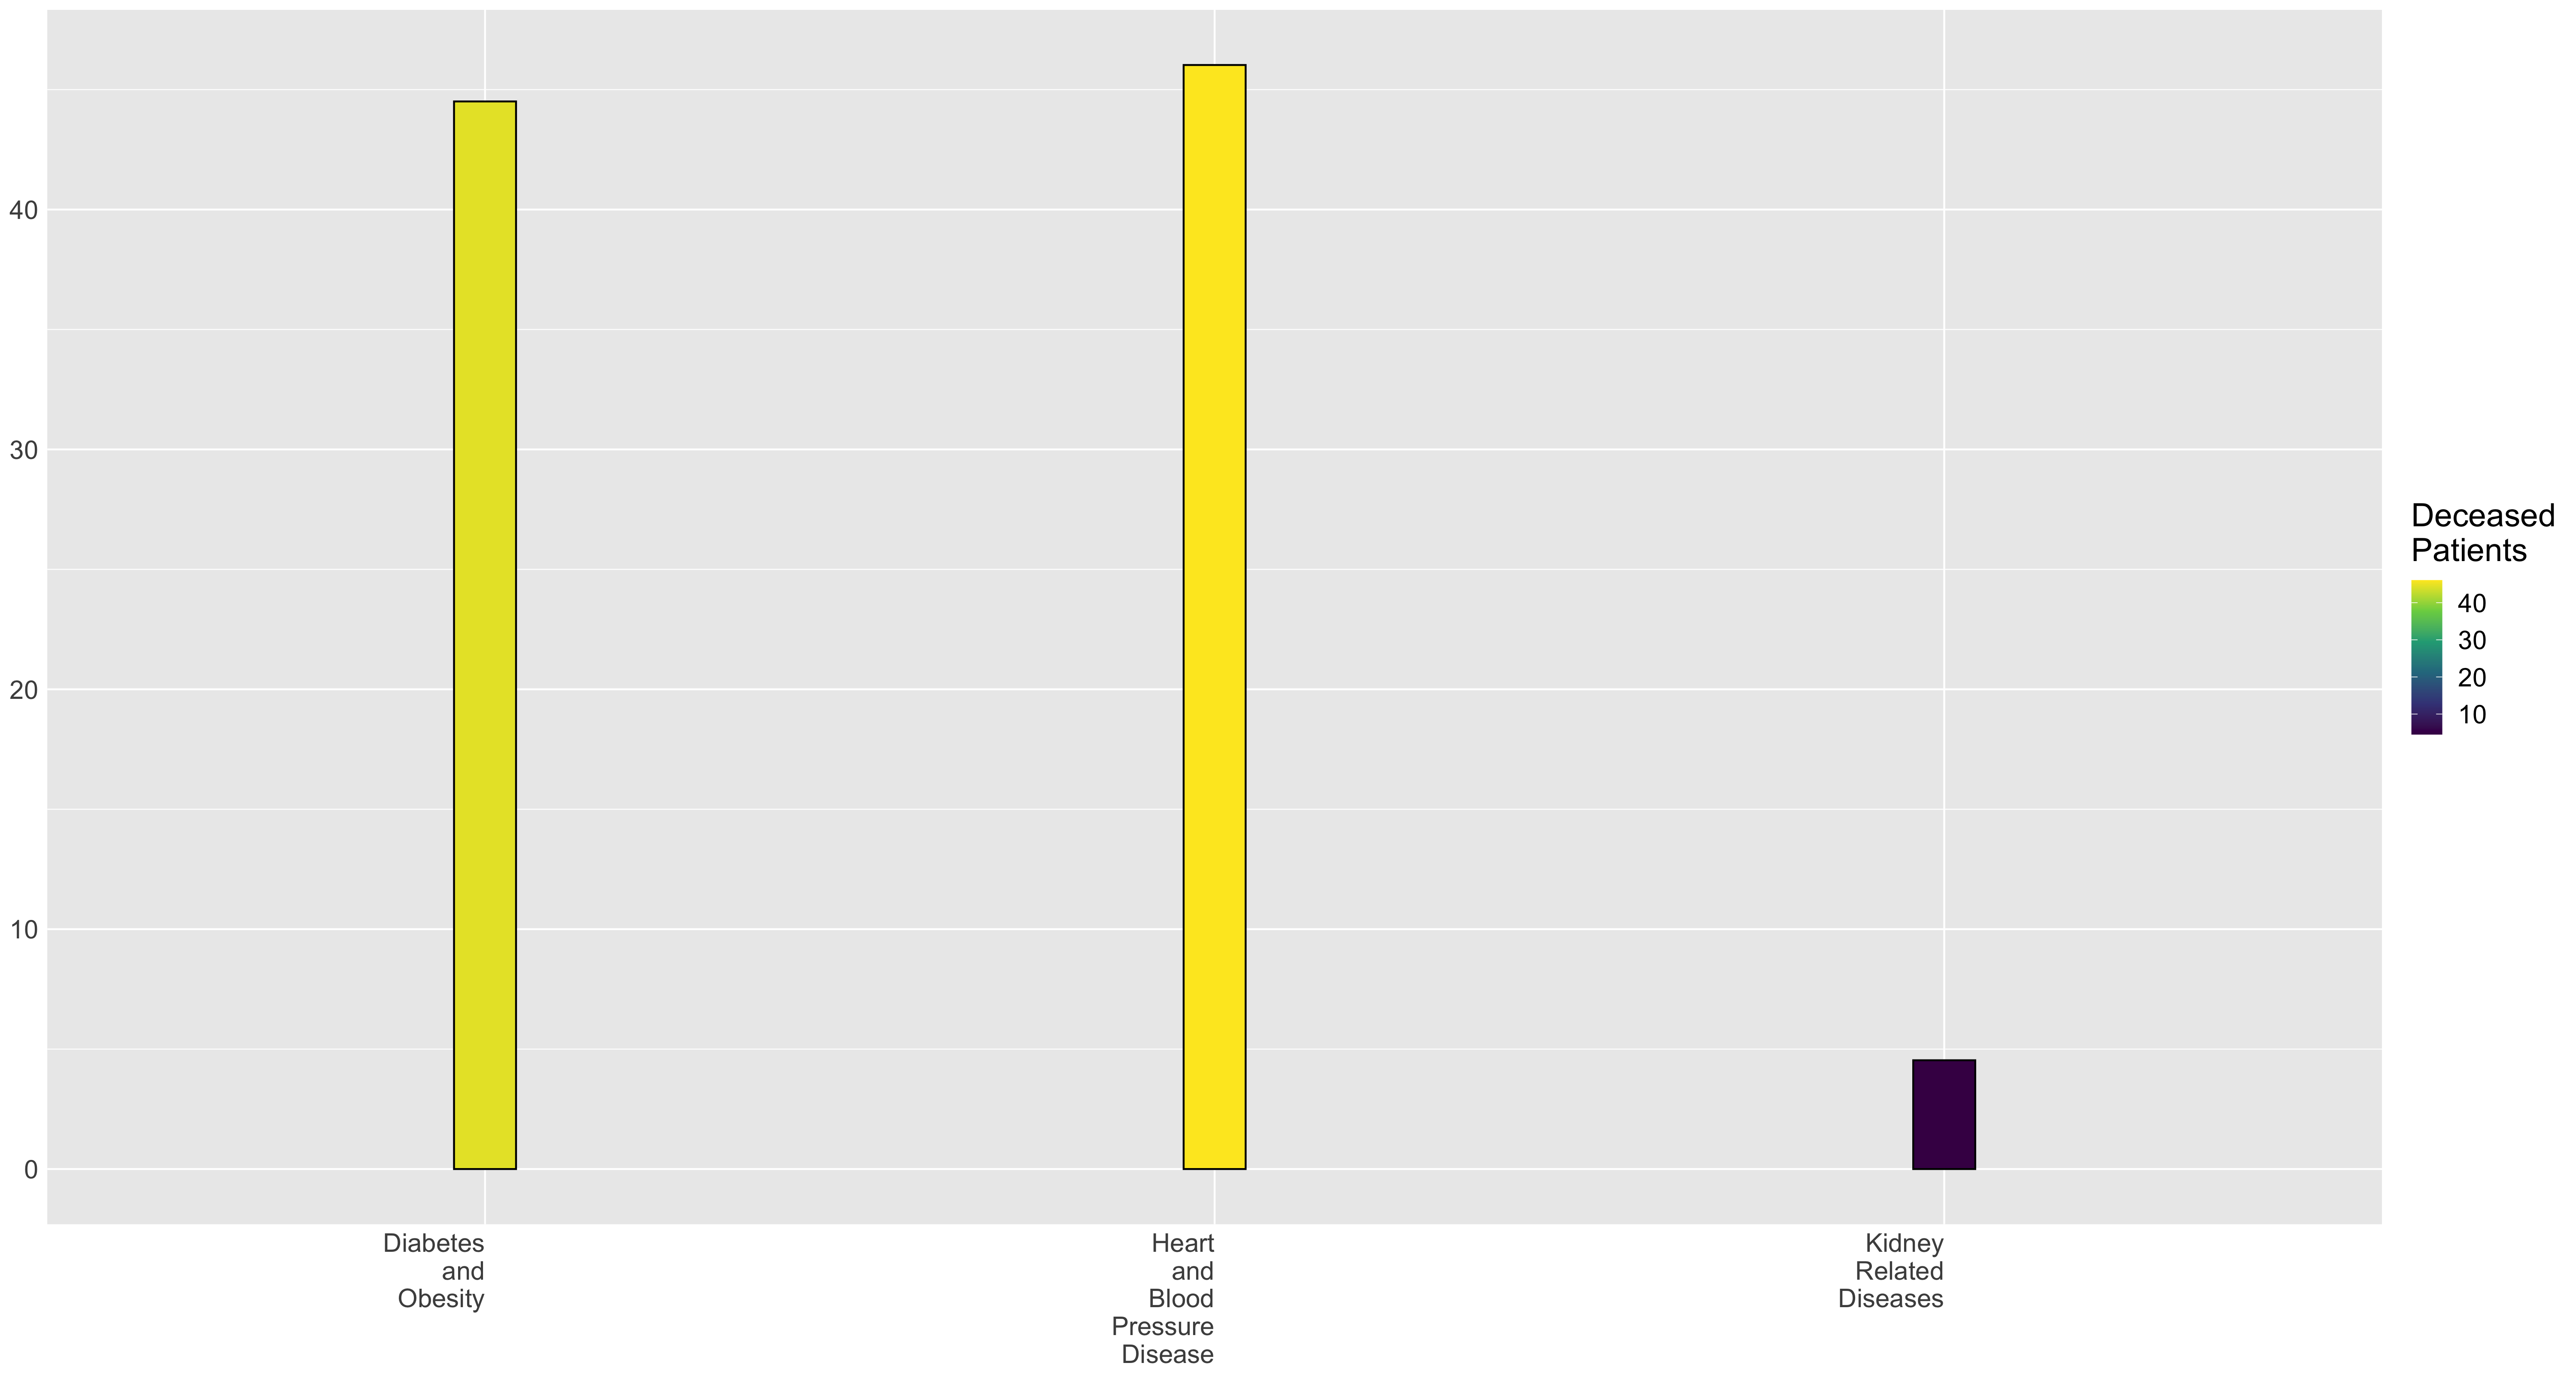 40
30
20
10
0
Diabetes
and
Obesity
Heart
and
Blood
Pressure
Disease
Kidney
Related
Diseases
Deceased
Patients
40
30
20
10